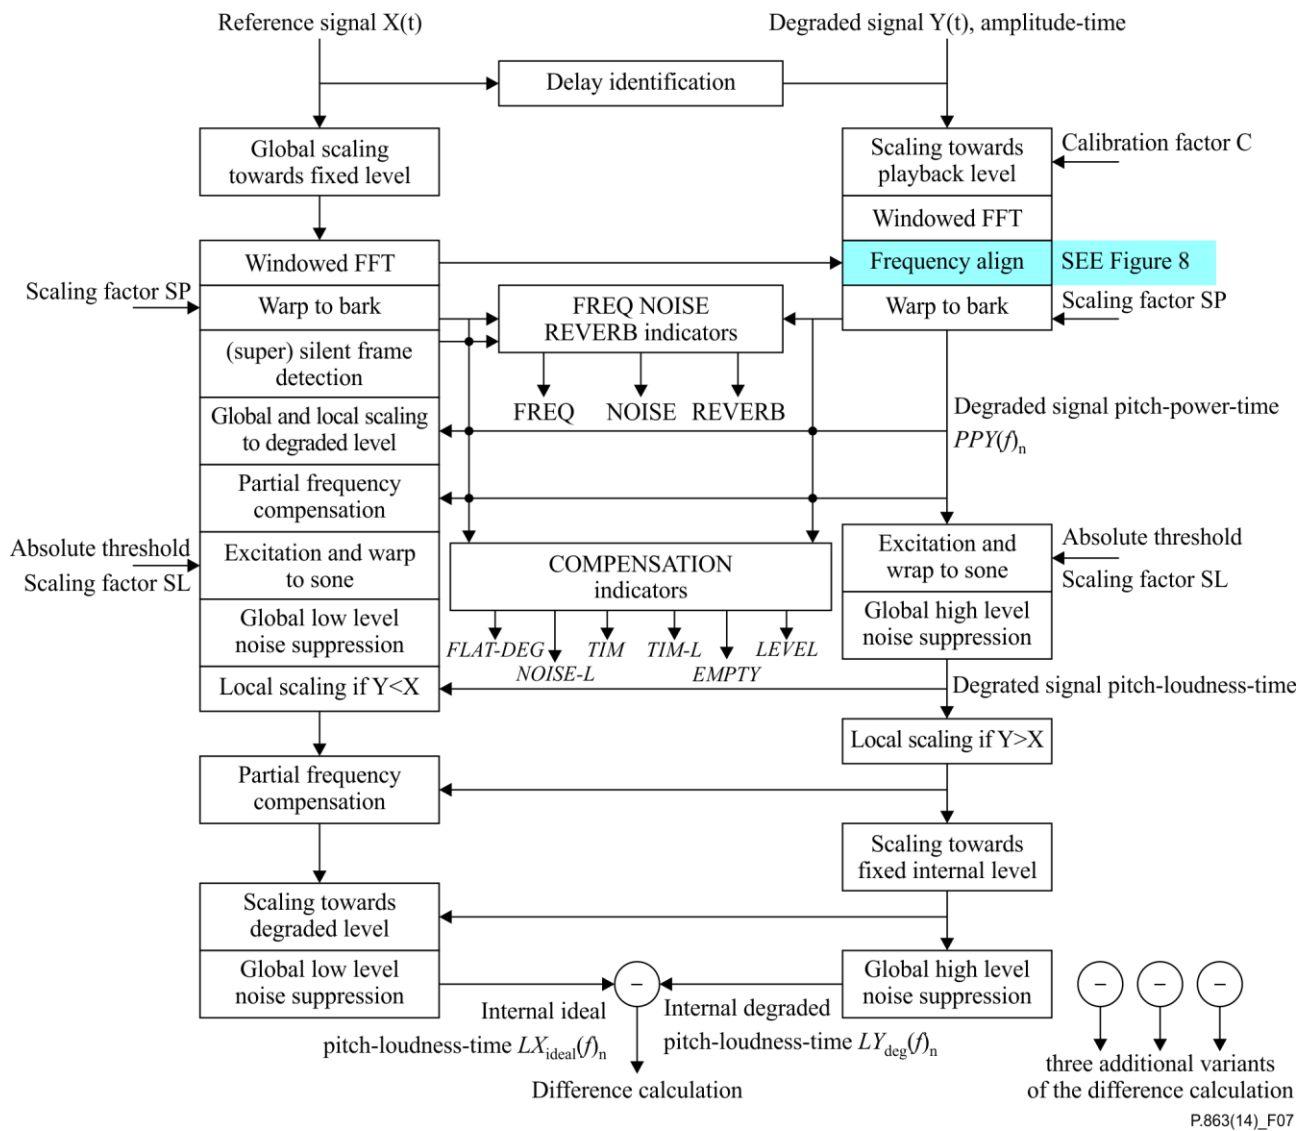 Reference signal X(t)
Degraded signal Y(t), amplitude-time
Delay identification
Global scaling
towards fixed level
Scaling towards
playback level
Calibration factor C
Windowed FFT
Windowed FFT
Frequency align
SEE Figure 8
Scaling factor SP
Warp to bark
FREQ NOISE
REVERB indicators
Warp to bark
Scaling factor SP
(super) silent frame
detection
FREQ
NOISE
REVERB
Global and local scaling
to degraded level
Degraded signal pitch-power-time
PPY(f)n
Partial frequency
compensation
Absolute threshold
Scaling factor SL
Excitation and warp
to sone
COMPENSATION
indicators
Excitation and
wrap to sone
Absolute threshold
Scaling factor SL
Global low level
noise suppression
FLAT-DEG
NOISE-L
TIM
TIM-L
EMPTY
LEVEL
Global high level
noise suppression
Local scaling if Y<X
Degrated signal pitch-loudness-time
Local scaling if Y>X
Partial frequency
compensation
Scaling towards
fixed internal level
Scaling towards
degraded level
Global low level
noise suppression
Internal ideal
pitch-loudness-time LXideal(f)n
−
Internal degraded
pitch-loudness-time LYdeg(f)n
Global high level
noise suppression
− − −
Difference calculation
three additional variants
of the difference calculation
P.863(14)_F07